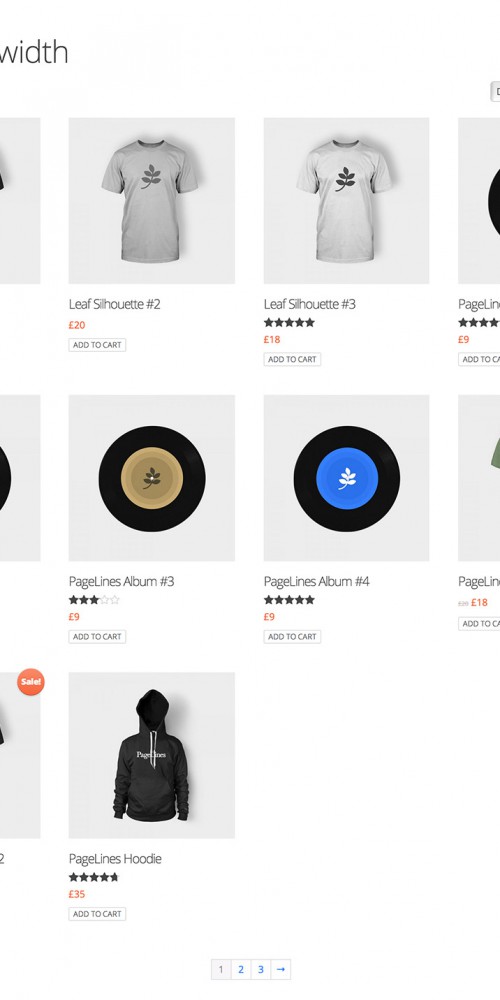 width
D
Leaf Silhouette #2
£20
ADD TO CART
Leaf Silhouette #3
£18
ADD TO CART
PageLin
£9
ADD TO CA
PageLines Album #3
£9
ADD TO CART
PageLines Album #4
£9
ADD TO CART
PageLin
£18
ADD TO CA
Sale!
2
PageLines
PageLines Hoodie
£35
ADD TO CART
1 2 3 →